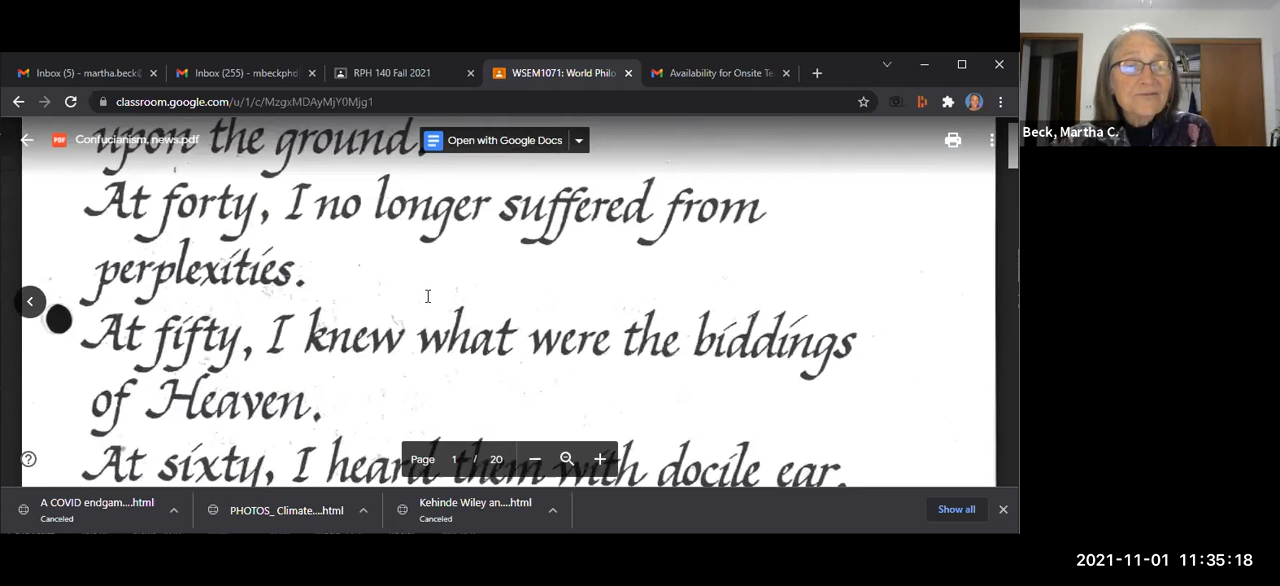 Inbox (5) - martha.beck@
Inbox (255) - mbeckphd
RPH 140 Fall 2021
WSEM1071: World Philo
Availability for Onsite Te
classroom.google.com/u/1/c/MzgxMDAyMjY0Mjg1
Beck, Martha C.
PDF Confucianism, news.pdf
Open with Google Docs
upon the ground.
At forty, I no longer suffered from
perplexities.
At fifty, I knew what were the biddings
of Heaven.
At sixty, I heard them with docile ear.
Page 1 / 20
A COVID endgam....html
Canceled
PHOTOS_ Climate....html
Kehinde Wiley an....html
Canceled
Show all
2021-11-01 11:35:18